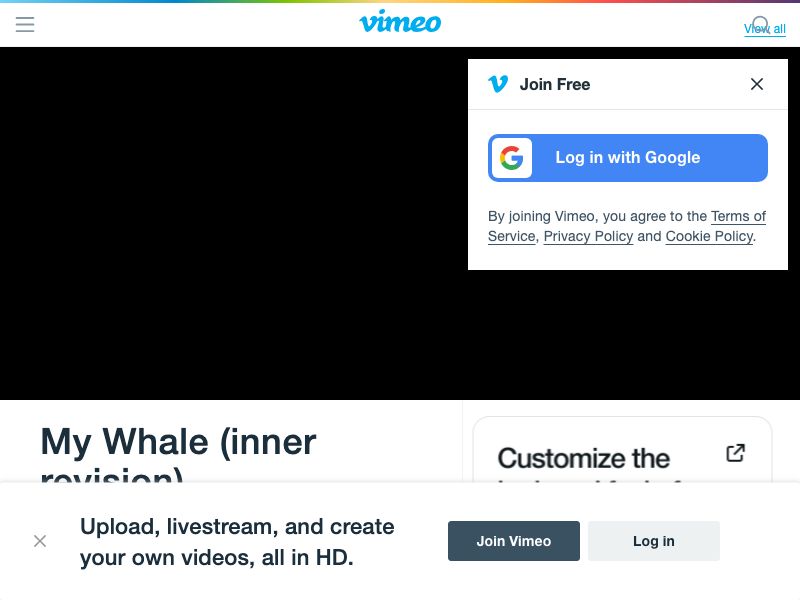 vimeo
View all
Join Free
Log in with Google
By joining Vimeo, you agree to the Terms of
Service, Privacy Policy and Cookie Policy.
My Whale (inner
revision)
Customize the
Upload, livestream, and create
your own videos, all in HD.
Join Vimeo
Log in